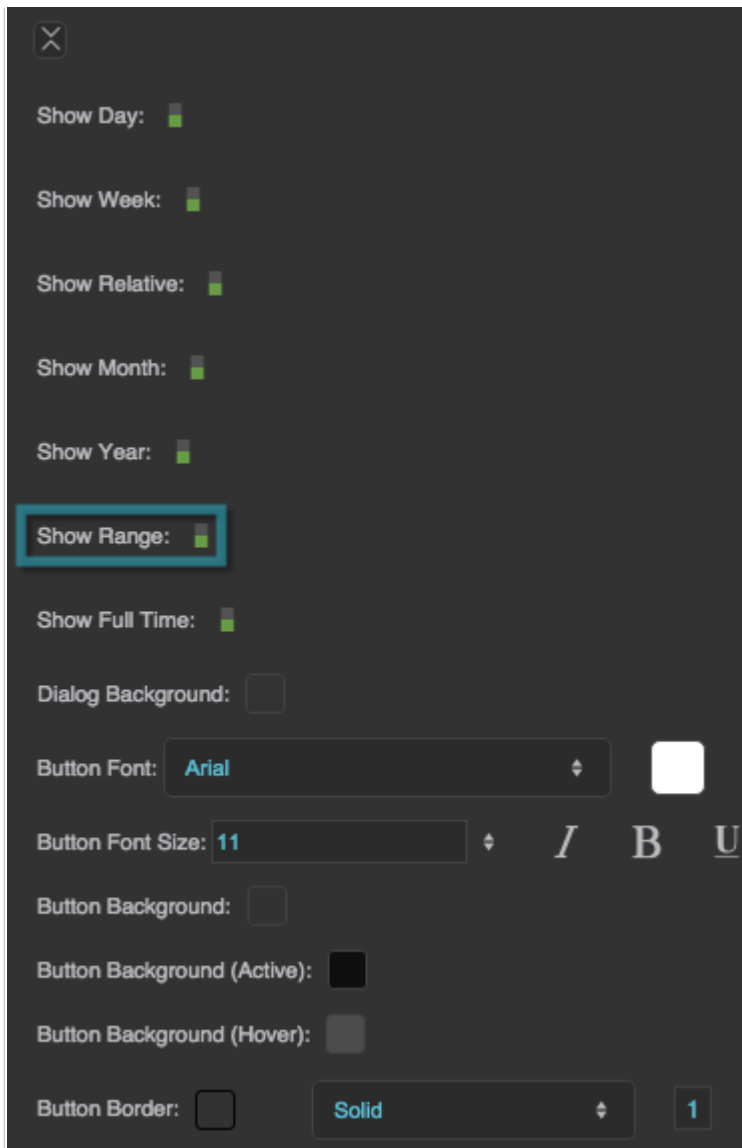 Show Day:
Show Week:
Show Relative:
Show Month:
Show Year:
Show Range:
Show Full Time:
Dialog Background:
Button Font: Arial
Button Font Size: 11 I B U
Button Background:
Button Background (Active):
Button Background (Hover):
Button Border: Solid 1